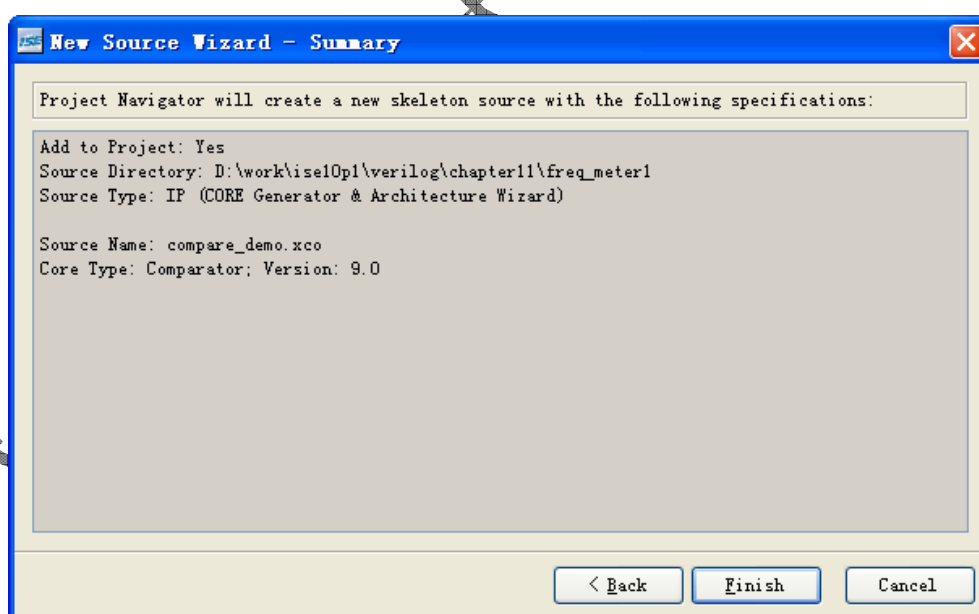 ISE New Source Wizard - Summary
Project Navigator will create a new skeleton source with the following specifications:
Add to Project: Yes
Source Directory: D:\work\ise10p1\verilog\chapter11\freq_meter1
Source Type: IP (CORE Generator & Architecture Wizard)
Source Name: compare_demo.xco
Core Type: Comparator; Version: 9.0
< Back Finish Cancel